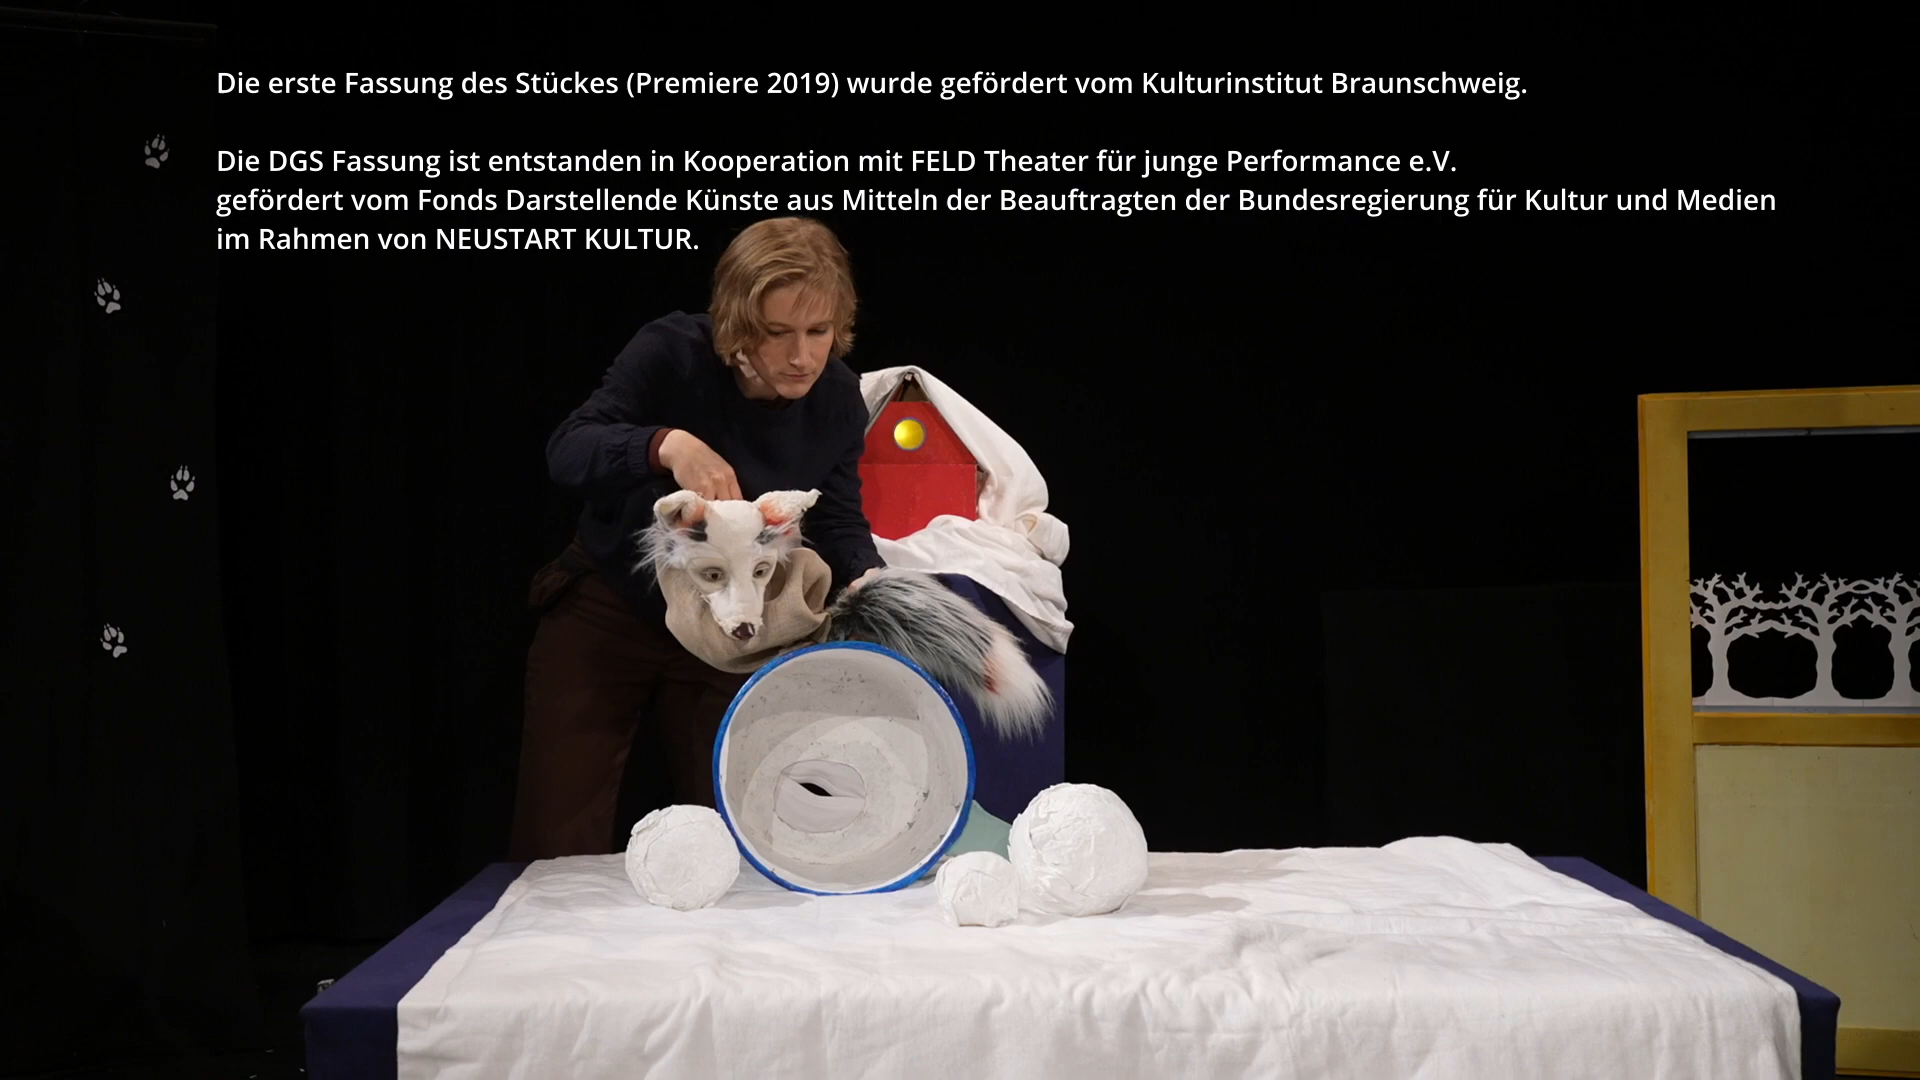 Die erste Fassung des Stückes (Premiere 2019) wurde gefördert vom Kulturinstitut Braunschweig.
Die DGS Fassung ist entstanden in Kooperation mit FELD Theater für junge Performance e.V.
gefördert vom Fonds Darstellende Künste aus Mitteln der Beauftragten der Bundesregierung für Kultur und Medien
im Rahmen von NEUSTART KULTUR.